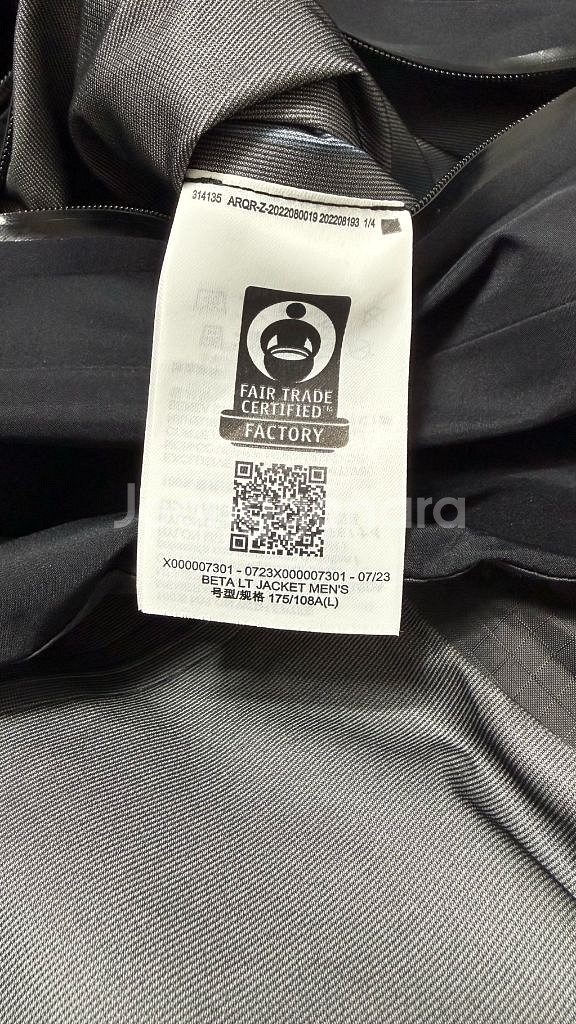 314135 ARQR-Z-2022080019 202208193 1/4
FAIR TRADE
CERTIFIED™
FACTORY
X000007301 - 0723X000007301 - 07/23
BETA LT JACKET MEN'S
号型/规格 175/108A(L)